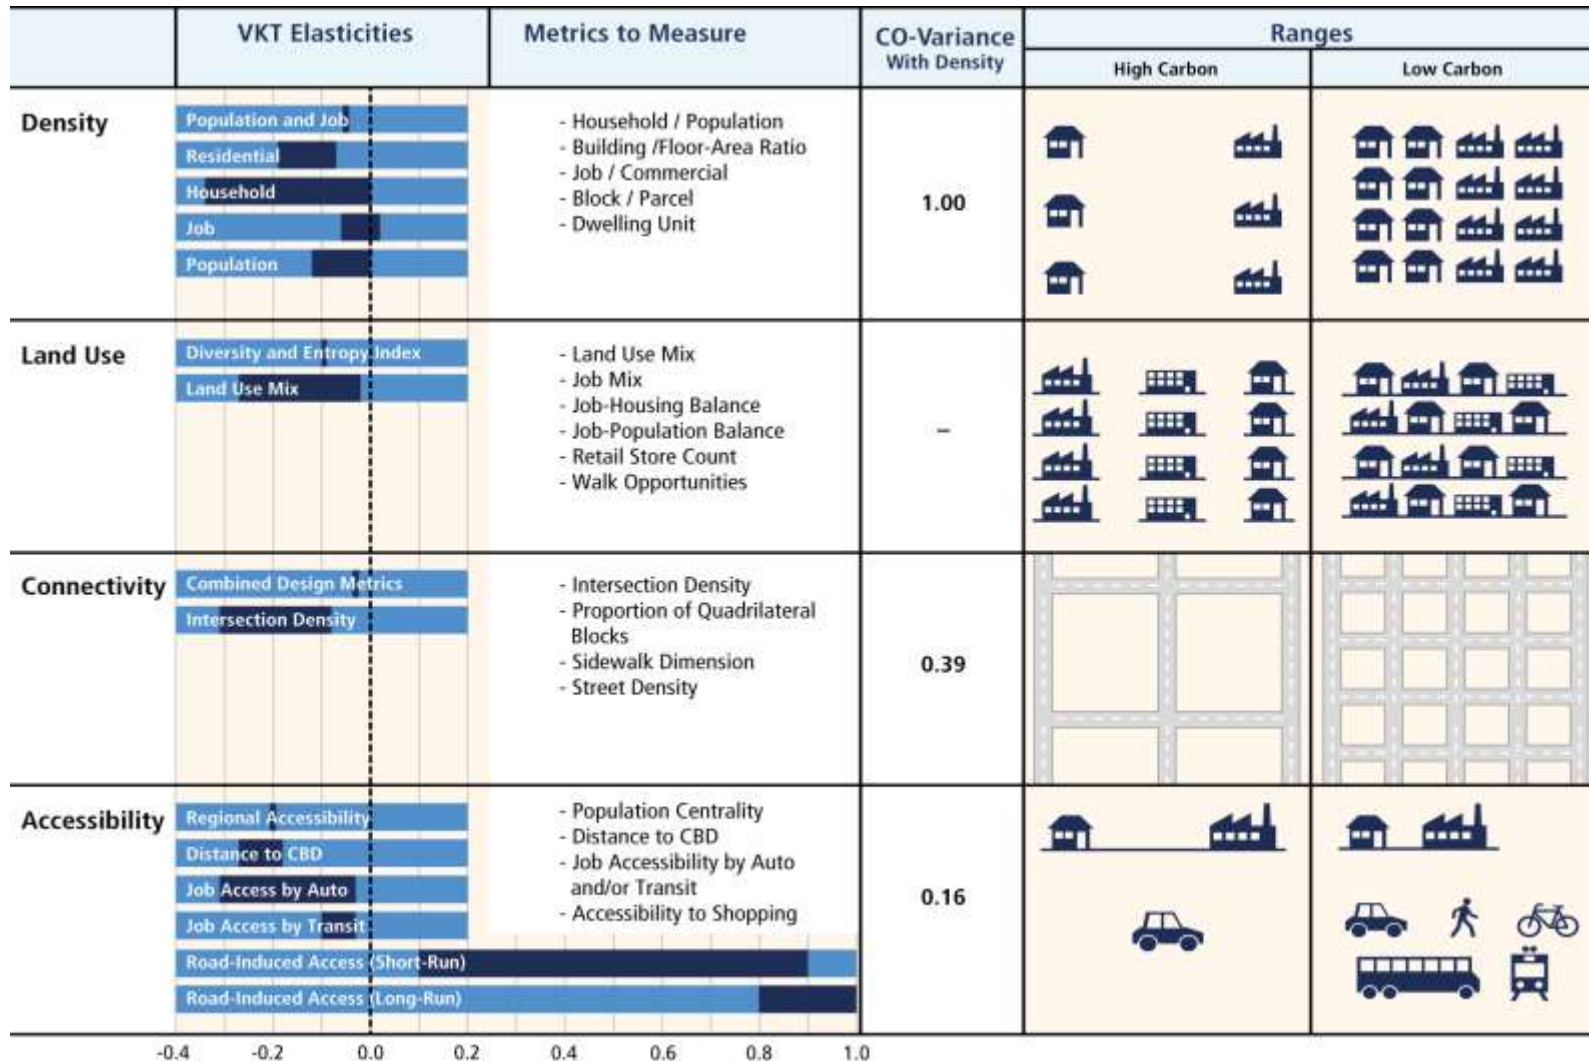 VKT Elasticities
Metrics to Measure
CO-Variance
With Density
Ranges
High Carbon
Low Carbon
Density
Population and Job
Residential
Household
Job
Population
- Household / Population
- Building /Floor-Area Ratio
- Job / Commercial
- Block / Parcel
- Dwelling Unit
1.00
Land Use
Diversity and Entropy Index
Land Use Mix
- Land Use Mix
- Job Mix
- Job-Housing Balance
- Job-Population Balance
- Retail Store Count
- Walk Opportunities
–
Connectivity
Combined Design Metrics
Intersection Density
- Intersection Density
- Proportion of Quadrilateral
Blocks
- Sidewalk Dimension
- Street Density
0.39
Accessibility
Regional Accessibility
Distance to CBD
Job Access by Auto
Job Access by Transit
Road-Induced Access (Short-Run)
Road-Induced Access (Long-Run)
- Population Centrality
- Distance to CBD
- Job Accessibility by Auto
and/or Transit
- Accessibility to Shopping
0.16
-0.4 -0.2 0.0 0.2 0.4 0.6 0.8 1.0